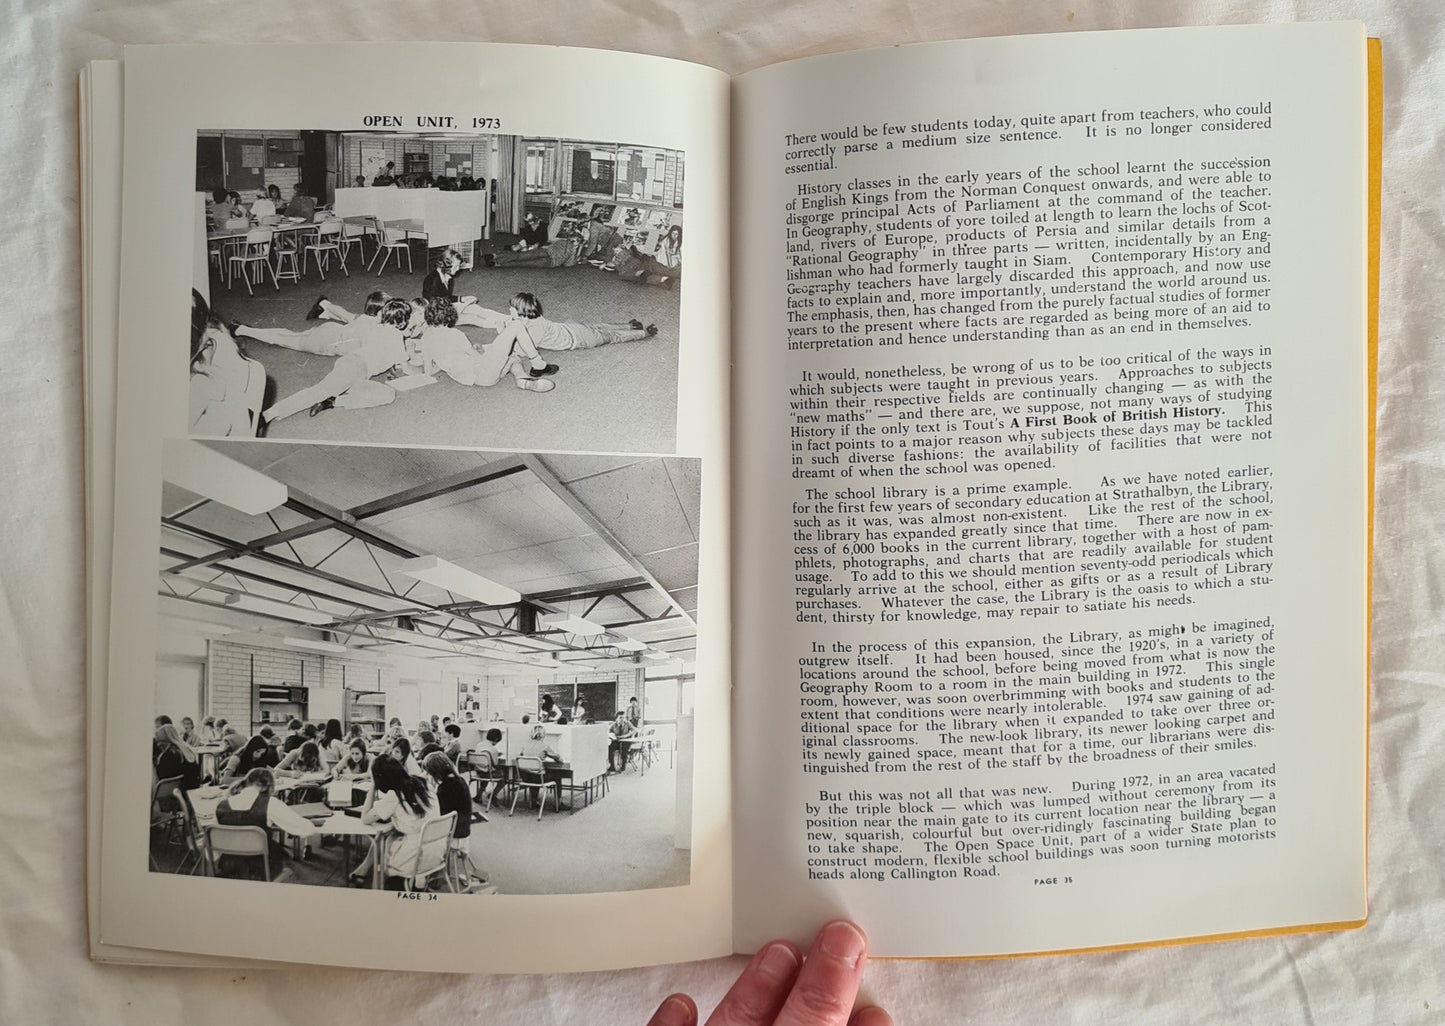 OPEN UNIT, 1973
PAGE 34
There would be few students today, quite apart from teachers, who could
correctly parse a medium size sentence. It is no longer considered
essential.
History classes in the early years of the school learnt the succession
of English Kings from the Norman Conquest onwards, and were able to
disgorge principal Acts of Parliament at the command of the teacher.
In Geography, students of yore toiled at length to learn the lochs of Scot-
land, rivers of Europe, products of Persia and similar details from a
"Rational Geography" in three parts — written, incidentally by an Eng-
lishman who had formerly taught in Siam. Contemporary History and
Geography teachers have largely discarded this approach, and now use
facts to explain and, more importantly, understand the world around us.
The emphasis, then, has changed from the purely factual studies of former
years to the present where facts are regarded as being more of an aid to
interpretation and hence understanding than as an end in themselves.
It would, nonetheless, be wrong of us to be too critical of the ways in
which subjects were taught in previous years. Approaches to subjects
within their respective fields are continually changing — as with the
"new maths" — and there are, we suppose, not many ways of studying
History if the only text is Tout's A First Book of British History. This
in fact points to a major reason why subjects these days may be tackled
in such diverse fashions: the availability of facilities that were not
dreamt of when the school was opened.
The school library is a prime example. As we have noted earlier,
for the first few years of secondary education at Strathalbyn, the Library,
such as it was, was almost non-existent. Like the rest of the school,
the library has expanded greatly since that time. There are now in ex-
cess of 6,000 books in the current library, together with a host of pam-
phlets, photographs, and charts that are readily available for student
usage. To add to this we should mention seventy-odd periodicals which
regularly arrive at the school, either as gifts or as a result of Library
purchases. Whatever the case, the Library is the oasis to which a stu-
dent, thirsty for knowledge, may repair to satiate his needs.
In the process of this expansion, the Library, as might be imagined,
outgrew itself. It had been housed, since the 1920's, in a variety of
locations around the school, before being moved from what is now the
Geography Room to a room in the main building in 1972. This single
room, however, was soon overbrimming with books and students to the
extent that conditions were nearly intolerable. 1974 saw gaining of ad-
ditional space for the library when it expanded to take over three or-
iginal classrooms. The new-look library, its newer looking carpet and
its newly gained space, meant that for a time, our librarians were dis-
tinguished from the rest of the staff by the broadness of their smiles.
But this was not all that was new. During 1972, in an area vacated
by the triple block — which was lumped without ceremony from its
position near the main gate to its current location near the library — a
new, squarish, colourful but over-ridingly fascinating building began
to take shape. The Open Space Unit, part of a wider State plan to
construct modern, flexible school buildings was soon turning motorists
heads along Callington Road.
PAGE 35